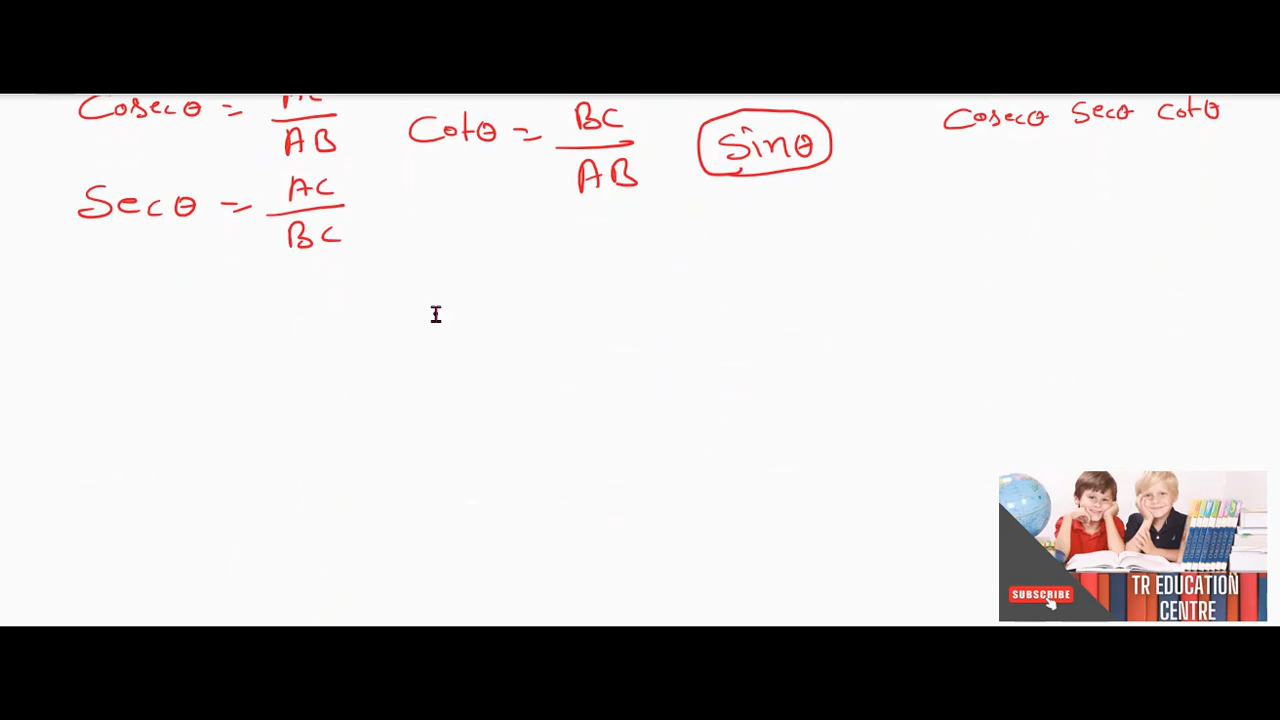 Cosecθ = AC/AB
Cotθ = BC/AB
Sinθ
Cosecθ Secθ Cotθ
Secθ = AC/BC
SUBSCRIBE
TR EDUCATION
CENTRE